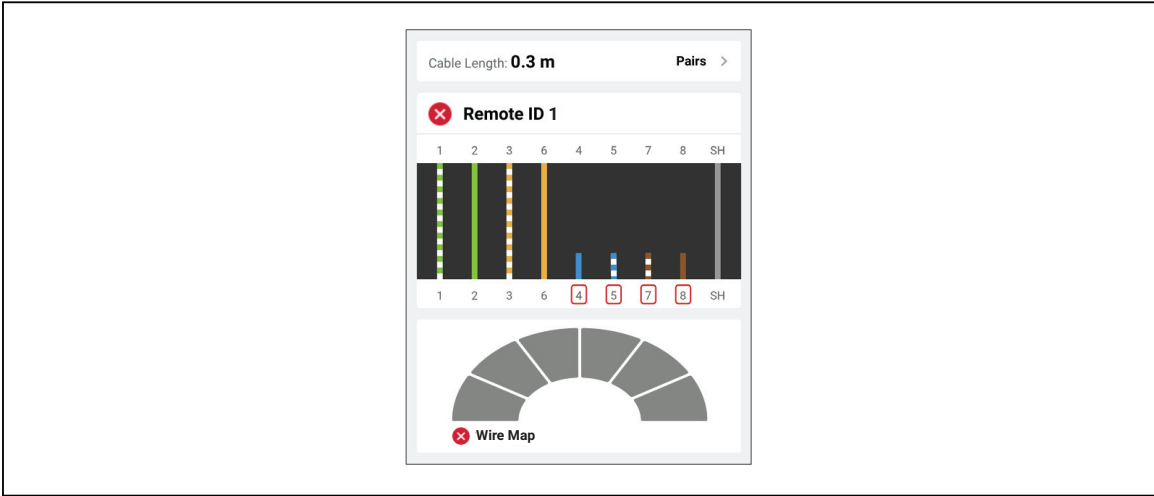 Cable Length: 0.3 m Pairs >
Remote ID 1
1 2 3 6 4 5 7 8 SH
1 2 3 6 4 5 7 8 SH
Wire Map